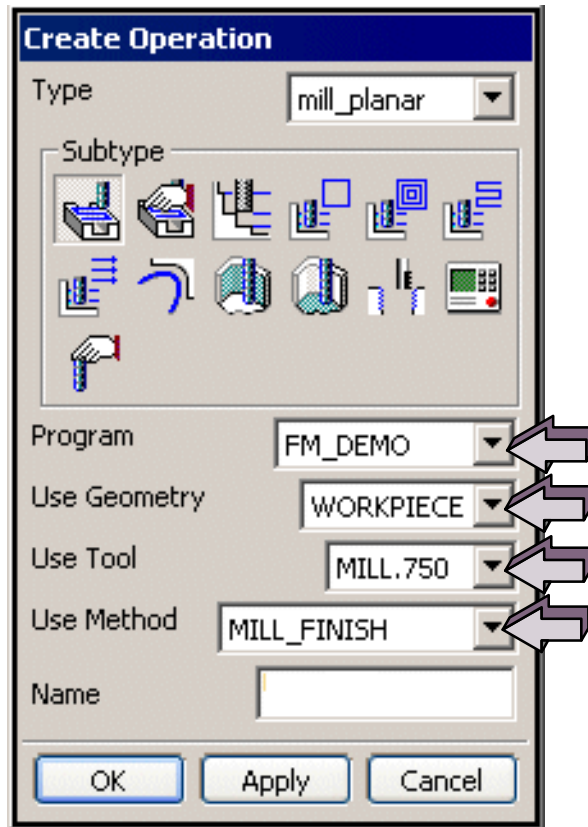 Create Operation
Type
mill_planar
Subtype
Program
FM_DEMO
Use Geometry
WORKPIECE
Use Tool
MILL.750
Use Method
MILL_FINISH
Name
OK
Apply
Cancel